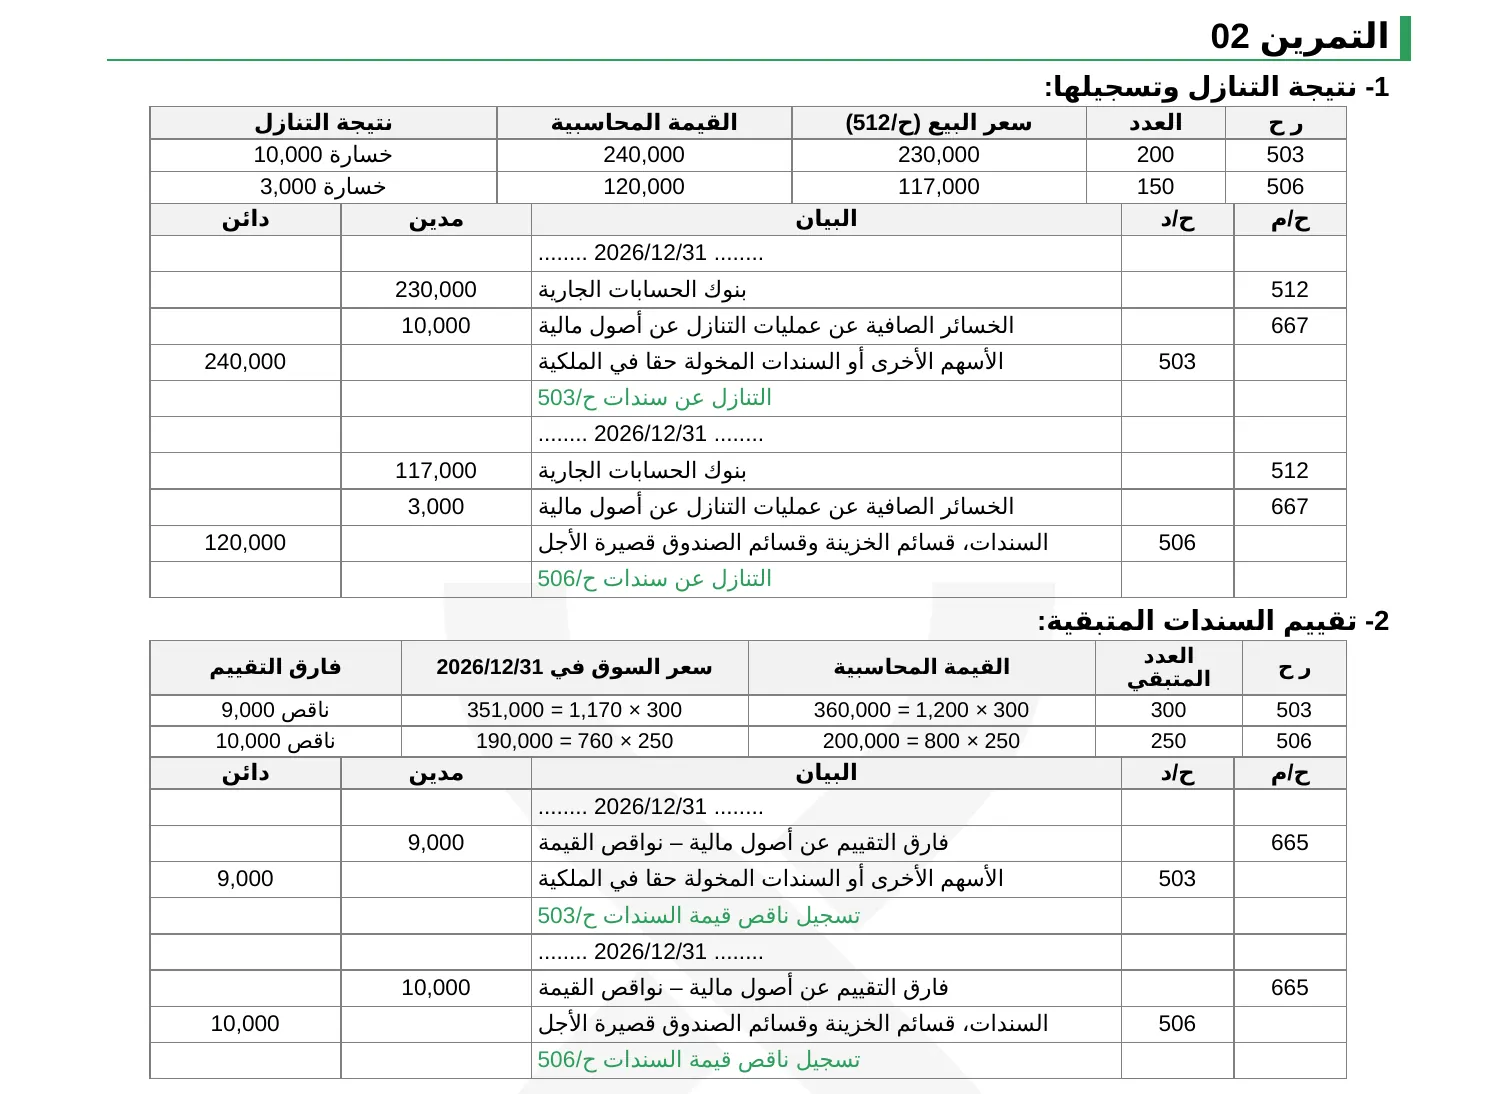 التمرين 02
1- نتيجة التنازل وتسجيلها:
ر ح العدد سعر البيع (ح/512) القيمة المحاسبية نتيجة التنازل
503 200 230,000 240,000 خسارة 10,000
506 150 117,000 120,000 خسارة 3,000
ح/م ح/د البيان مدين دائن
........ 2026/12/31 ........
512 بنوك الحسابات الجارية 230,000
667 الخسائر الصافية عن عمليات التنازل عن أصول مالية 10,000
503 الأسهم الأخرى أو السندات المخولة حقا في الملكية 240,000
التنازل عن سندات ح/503
........ 2026/12/31 ........
512 بنوك الحسابات الجارية 117,000
667 الخسائر الصافية عن عمليات التنازل عن أصول مالية 3,000
506 السندات، قسائم الخزينة وقسائم الصندوق قصيرة الأجل 120,000
التنازل عن سندات ح/506
2- تقييم السندات المتبقية:
ر ح العدد المتبقي القيمة المحاسبية سعر السوق في 2026/12/31 فارق التقييم
503 300 300 × 1,200 = 360,000 300 × 1,170 = 351,000 ناقص 9,000
506 250 250 × 800 = 200,000 250 × 760 = 190,000 ناقص 10,000
ح/م ح/د البيان مدين دائن
........ 2026/12/31 ........
665 فارق التقييم عن أصول مالية – نواقص القيمة 9,000
503 الأسهم الأخرى أو السندات المخولة حقا في الملكية 9,000
تسجيل ناقص قيمة السندات ح/503
........ 2026/12/31 ........
665 فارق التقييم عن أصول مالية – نواقص القيمة 10,000
506 السندات، قسائم الخزينة وقسائم الصندوق قصيرة الأجل 10,000
تسجيل ناقص قيمة السندات ح/506